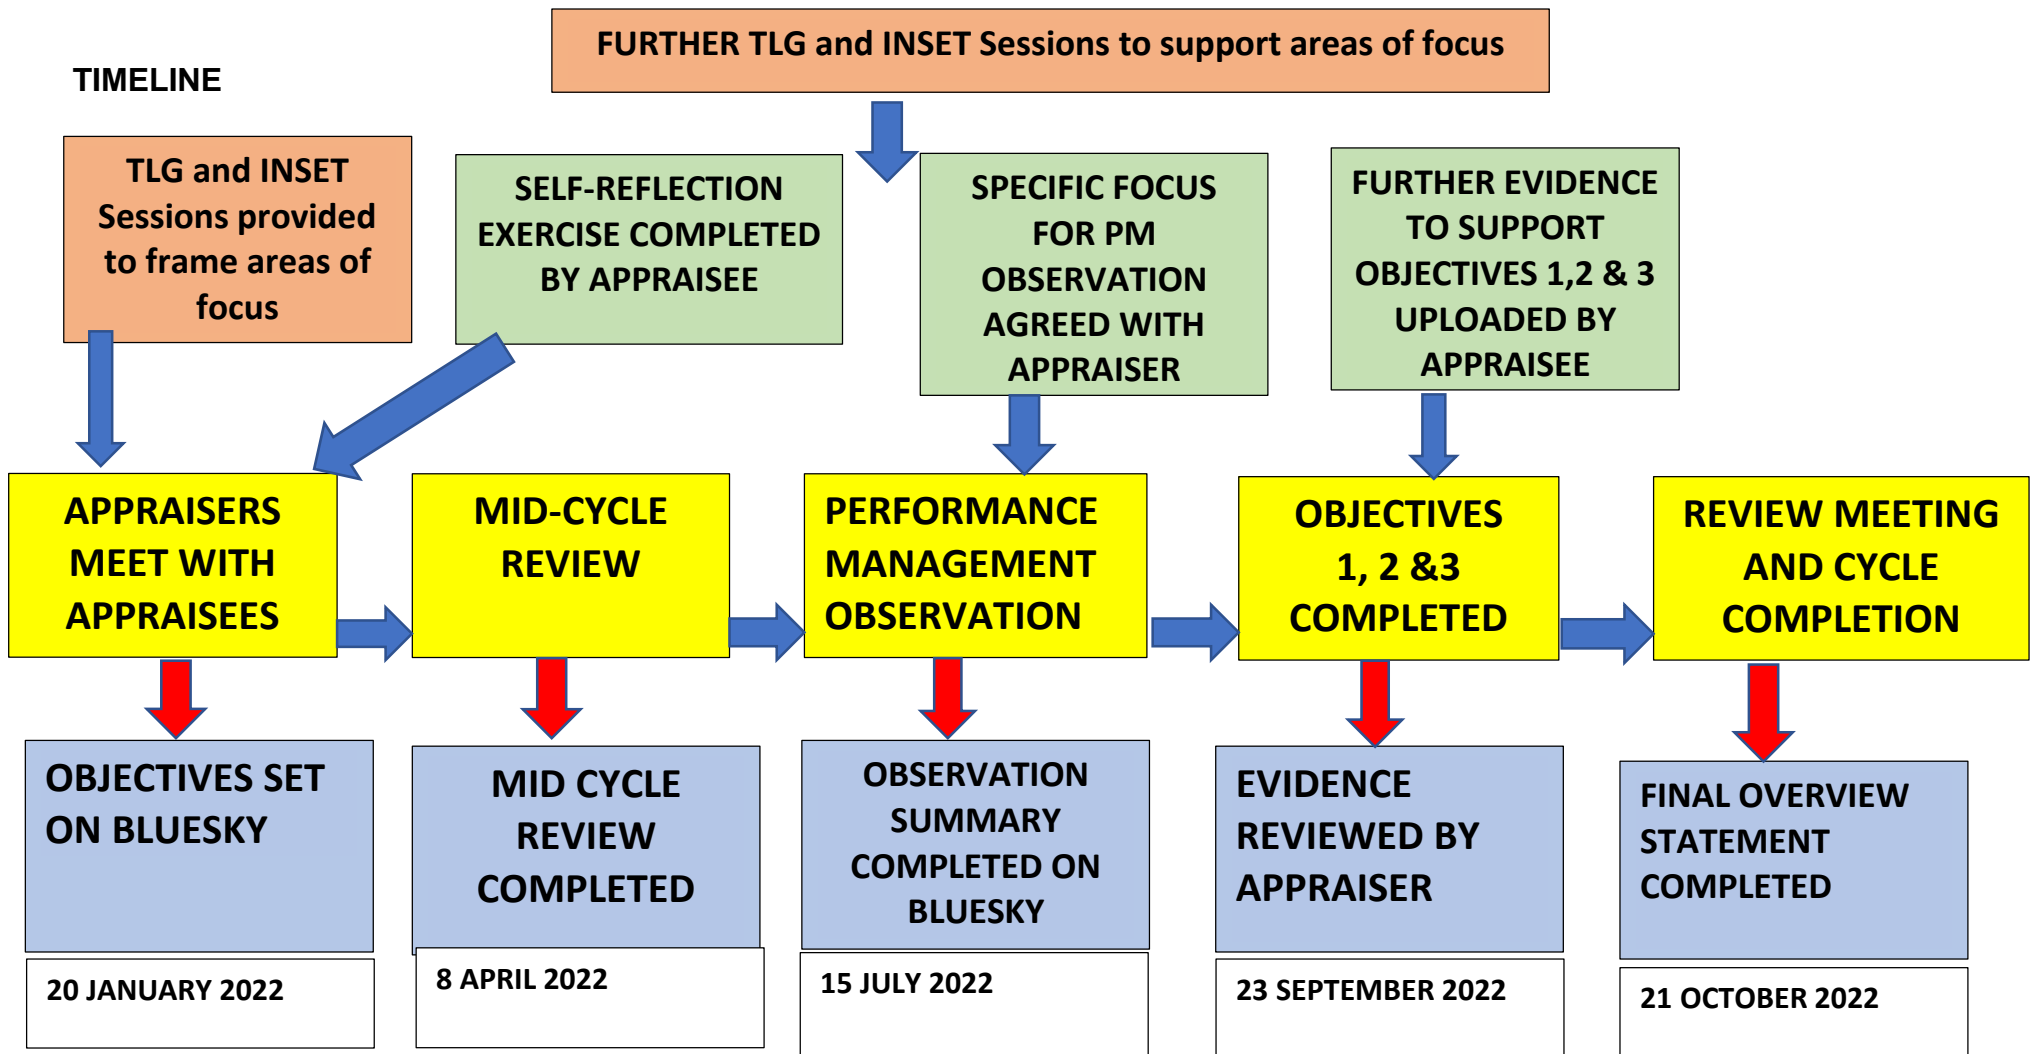 FURTHER TLG and INSET Sessions to support areas of focus
TIMELINE
TLG and INSET
Sessions provided
to frame areas of
focus
SELF-REFLECTION
EXERCISE COMPLETED
BY APPRAISEE
SPECIFIC FOCUS
FOR PM
OBSERVATION
AGREED WITH
APPRAISER
FURTHER EVIDENCE
TO SUPPORT
OBJECTIVES 1,2 & 3
UPLOADED BY
APPRAISEE
APPRAISERS
MEET WITH
APPRAISEES
MID-CYCLE
REVIEW
PERFORMANCE
MANAGEMENT
OBSERVATION
OBJECTIVES
1, 2 &3
COMPLETED
REVIEW MEETING
AND CYCLE
COMPLETION
OBJECTIVES SET
ON BLUESKY
MID CYCLE
REVIEW
COMPLETED
OBSERVATION
SUMMARY
COMPLETED ON
BLUESKY
EVIDENCE
REVIEWED BY
APPRAISER
FINAL OVERVIEW
STATEMENT
COMPLETED
20 JANUARY 2022
8 APRIL 2022
15 JULY 2022
23 SEPTEMBER 2022
21 OCTOBER 2022